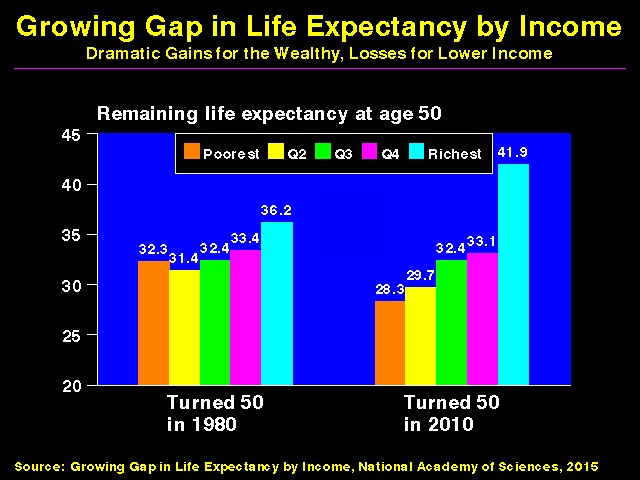 Growing Gap in Life Expectancy by Income
Dramatic Gains for the Wealthy, Losses for Lower Income
Remaining life expectancy at age 50
45
40
35
30
25
20
Poorest Q2 Q3 Q4 Richest
32.3
31.4
32.4
33.4
36.2
28.3
29.7
32.4
33.1
41.9
Turned 50
in 1980
Turned 50
in 2010
Source: Growing Gap in Life Expectancy by Income, National Academy of Sciences, 2015